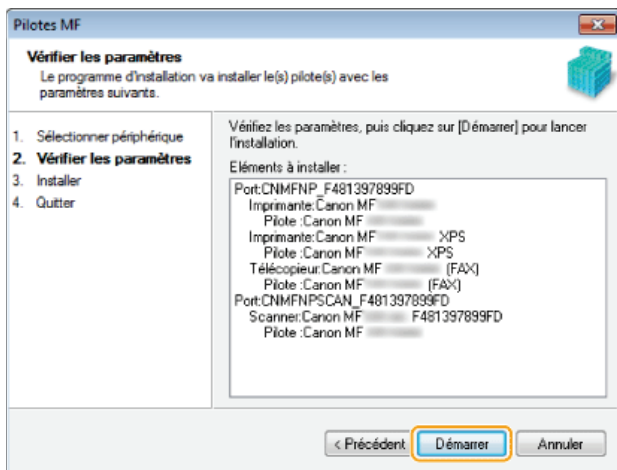 Pilotes MF
Vérifier les paramètres
Le programme d'installation va installer le(s) pilote(s) avec les
paramètres suivants.
1. Sélectionner périphérique
2. Vérifier les paramètres
3. Installer
4. Quitter
Vérifiez les paramètres, puis cliquez sur [Démarrer] pour lancer
l'installation.
Eléments à installer :
Port:CNMFNP_F481397899FD
Imprimante:Canon MF
Pilote :Canon MF
Imprimante:Canon MF XPS
Pilote :Canon MF XPS
Télécopieur:Canon MF (FAX)
Pilote :Canon MF (FAX)
Port:CNMFNPSCAN_F481397899FD
Scanner:Canon MF F481397899FD
Pilote :Canon MF
< Précédent Démarrer Annuler